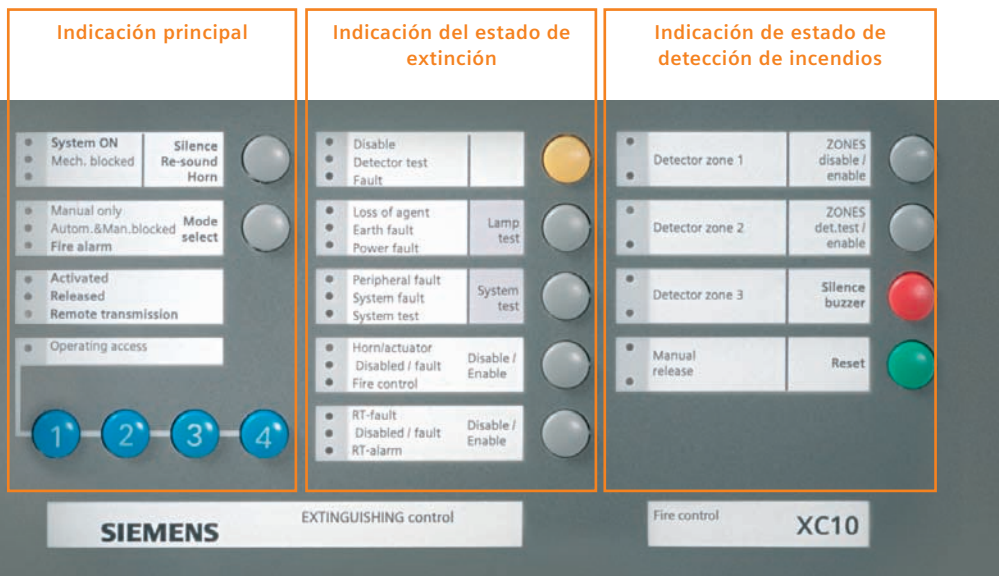 Indicación principal
Indicación del estado de
extinción
Indicación de estado de
detección de incendios
System ON
Mech. blocked
Silence
Re-sound
Horn
Manual only
Autom.&Man.blocked
Fire alarm
Mode
select
Activated
Released
Remote transmission
Operating access
1 2 3 4
Disable
Detector test
Fault
Loss of agent
Earth fault
Power fault
Lamp
test
Peripheral fault
System fault
System test
System
test
Horn/actuator
Disabled / fault
Fire control
Disable /
Enable
RT-fault
Disabled / fault
RT-alarm
Disable /
Enable
Detector zone 1
ZONES
disable /
enable
Detector zone 2
ZONES
det.test /
enable
Detector zone 3
Silence
buzzer
Manual
release
Reset
SIEMENS
EXTINGUISHING control
Fire control
XC10